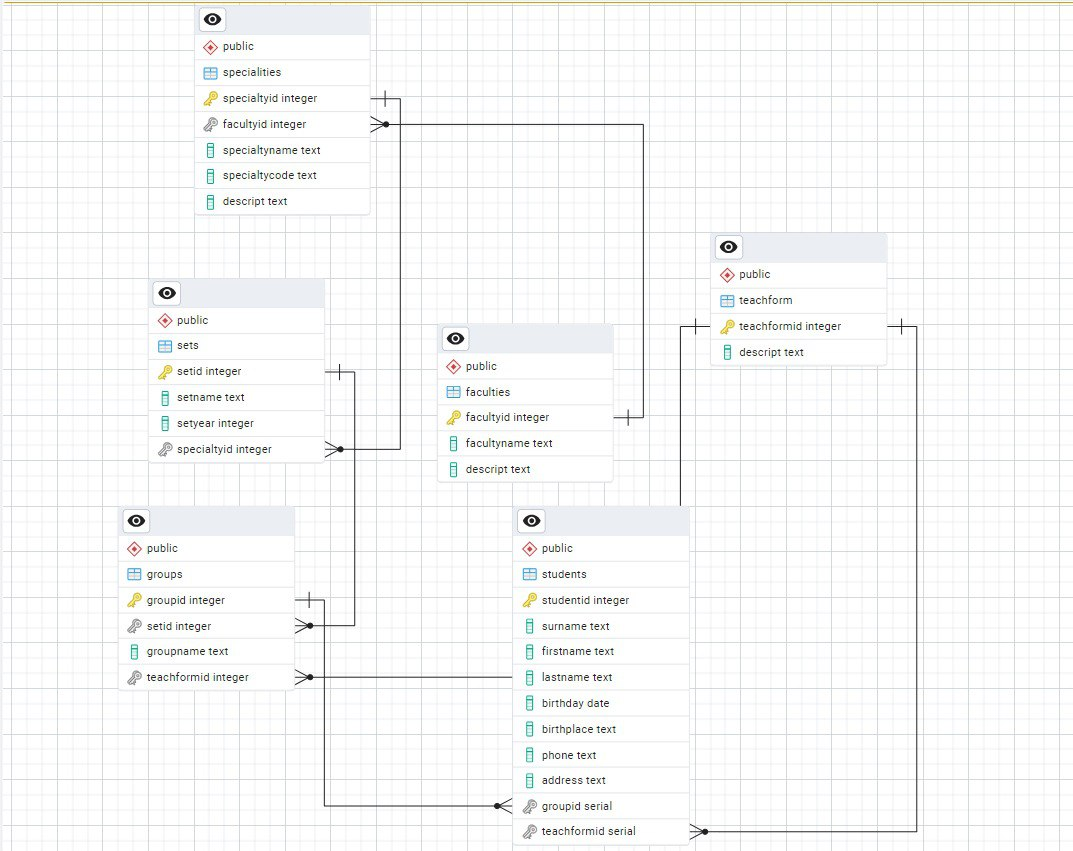 public
specialities
specialtyid integer
facultyid integer
specialtyname text
specialtycode text
descript text
public
teachform
teachformid integer
descript text
public
sets
setid integer
setname text
setyear integer
specialtyid integer
public
faculties
facultyid integer
facultyname text
descript text
public
groups
groupid integer
setid integer
groupname text
teachformid integer
public
students
studentid integer
surname text
firstname text
lastname text
birthday date
birthplace text
phone text
address text
groupid serial
teachformid serial